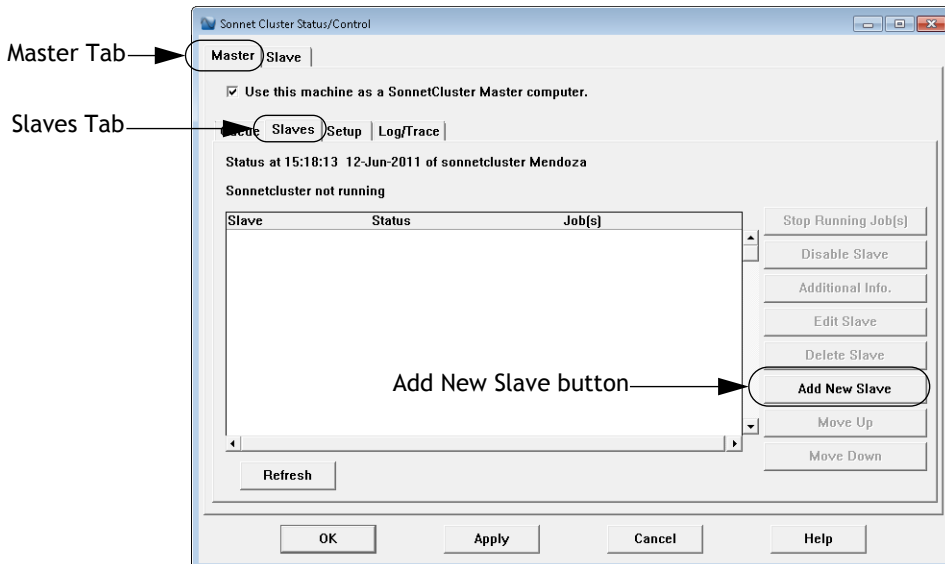 Sonnet Cluster Status/Control
Master Tab
Master Slave
Use this machine as a SonnetCluster Master computer.
Slaves Tab
Queue Slaves Setup Log/Trace
Status at 15:18:13 12-Jun-2011 of sonnetcluster Mendoza
Sonnetcluster not running
Slave Status Job(s)
Stop Running Job(s)
Disable Slave
Additional Info.
Edit Slave
Delete Slave
Add New Slave button
Add New Slave
Move Up
Move Down
Refresh
OK Apply Cancel Help